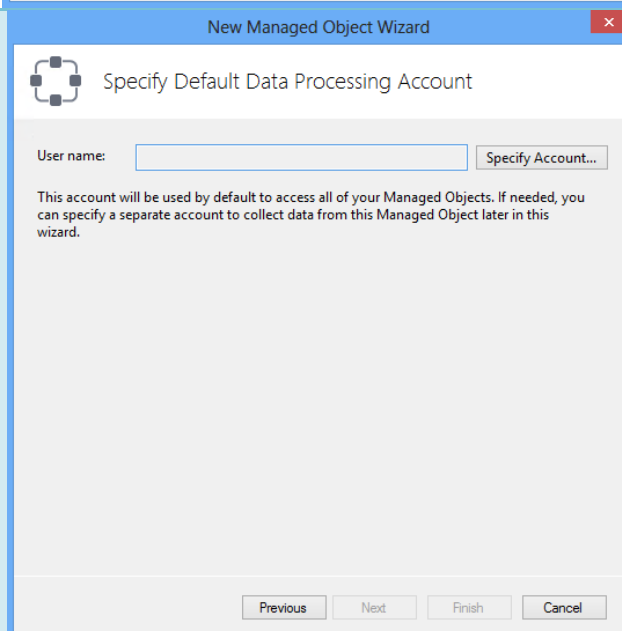 New Managed Object Wizard
Specify Default Data Processing Account
User name:
Specify Account...
This account will be used by default to access all of your Managed Objects. If needed, you
can specify a separate account to collect data from this Managed Object later in this
wizard.
Previous Next Finish Cancel